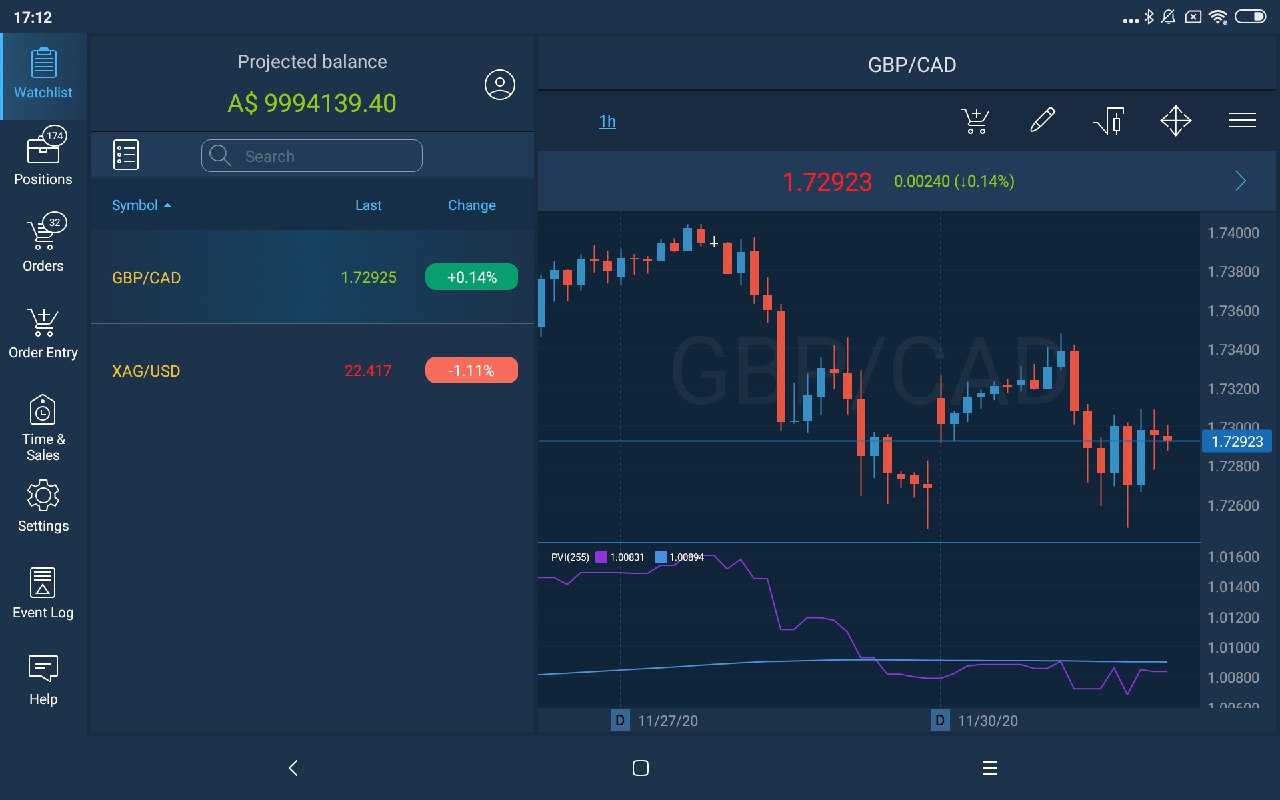 17:12
Watchlist
174
Positions
32
Orders
Order Entry
Time &
Sales
Settings
Event Log
Help
Projected balance
A$ 9994139.40
Search
Symbol Last Change
GBP/CAD 1.72925 +0.14%
XAG/USD 22.417 -1.11%
GBP/CAD
1h
1.72923 0.00240 (↓0.14%)
GBP/CAD
1.74000
1.73800
1.73600
1.73400
1.73200
1.73000
1.72923
1.72800
1.72600
PVI(255) 1.00831 1.00894
1.01600
1.01400
1.01200
1.01000
1.00800
1.00600
D 11/27/20 D 11/30/20